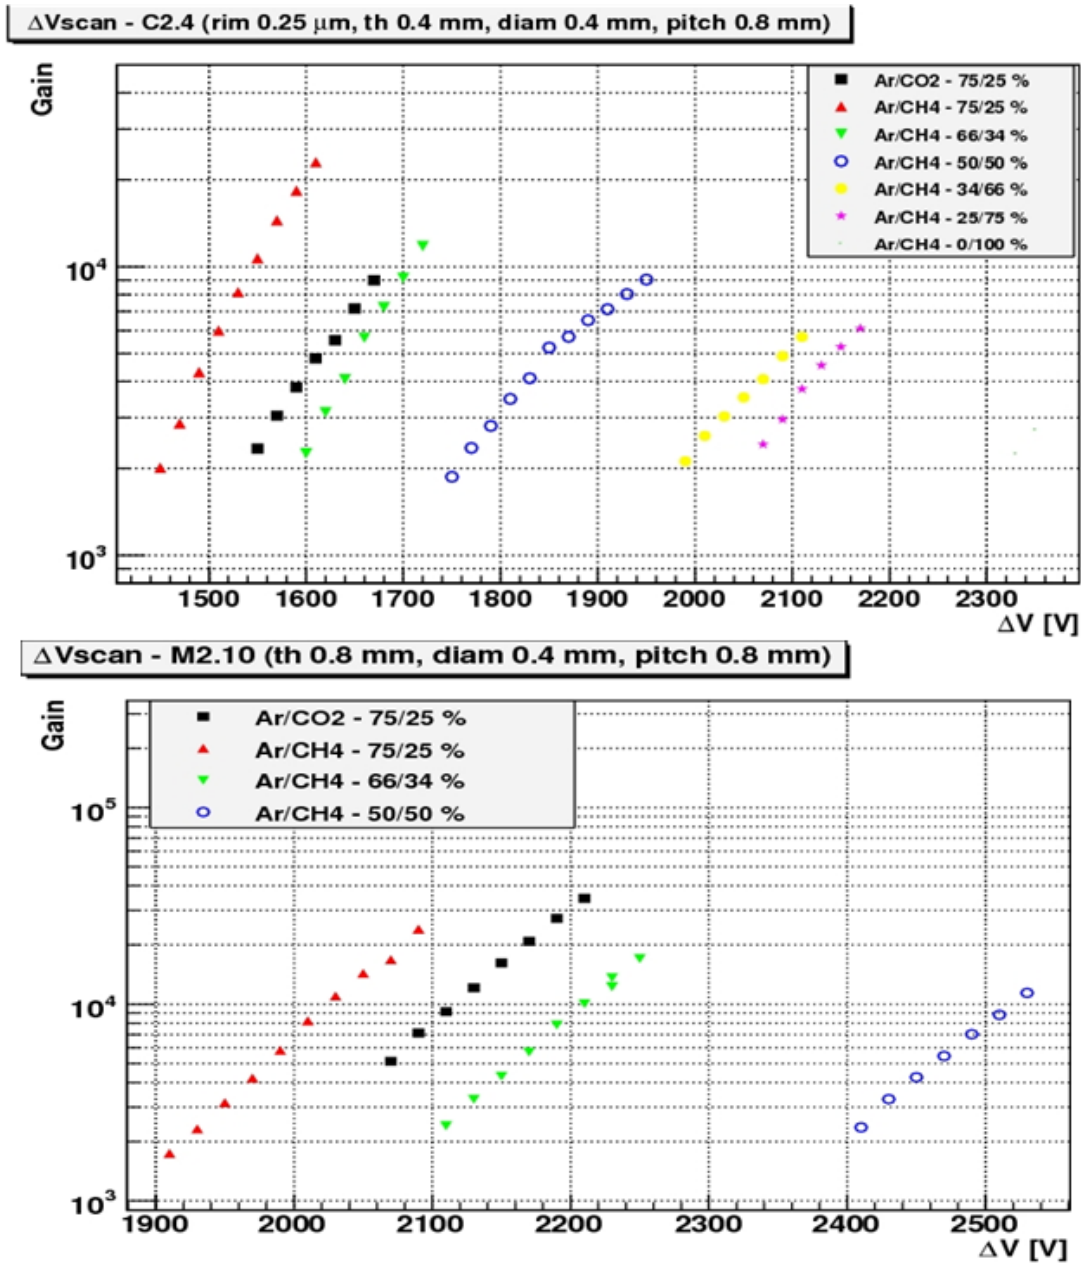 ΔVscan - C2.4 (rim 0.25 μm, th 0.4 mm, diam 0.4 mm, pitch 0.8 mm)
Gain
Ar/CO2 - 75/25 %
Ar/CH4 - 75/25 %
Ar/CH4 - 66/34 %
Ar/CH4 - 50/50 %
Ar/CH4 - 34/66 %
Ar/CH4 - 25/75 %
Ar/CH4 - 0/100 %
10⁴
10³
1500 1600 1700 1800 1900 2000 2100 2200 2300
ΔV [V]
ΔVscan - M2.10 (th 0.8 mm, diam 0.4 mm, pitch 0.8 mm)
Gain
Ar/CO2 - 75/25 %
Ar/CH4 - 75/25 %
Ar/CH4 - 66/34 %
Ar/CH4 - 50/50 %
10⁵
10⁴
10³
1900 2000 2100 2200 2300 2400 2500
ΔV [V]